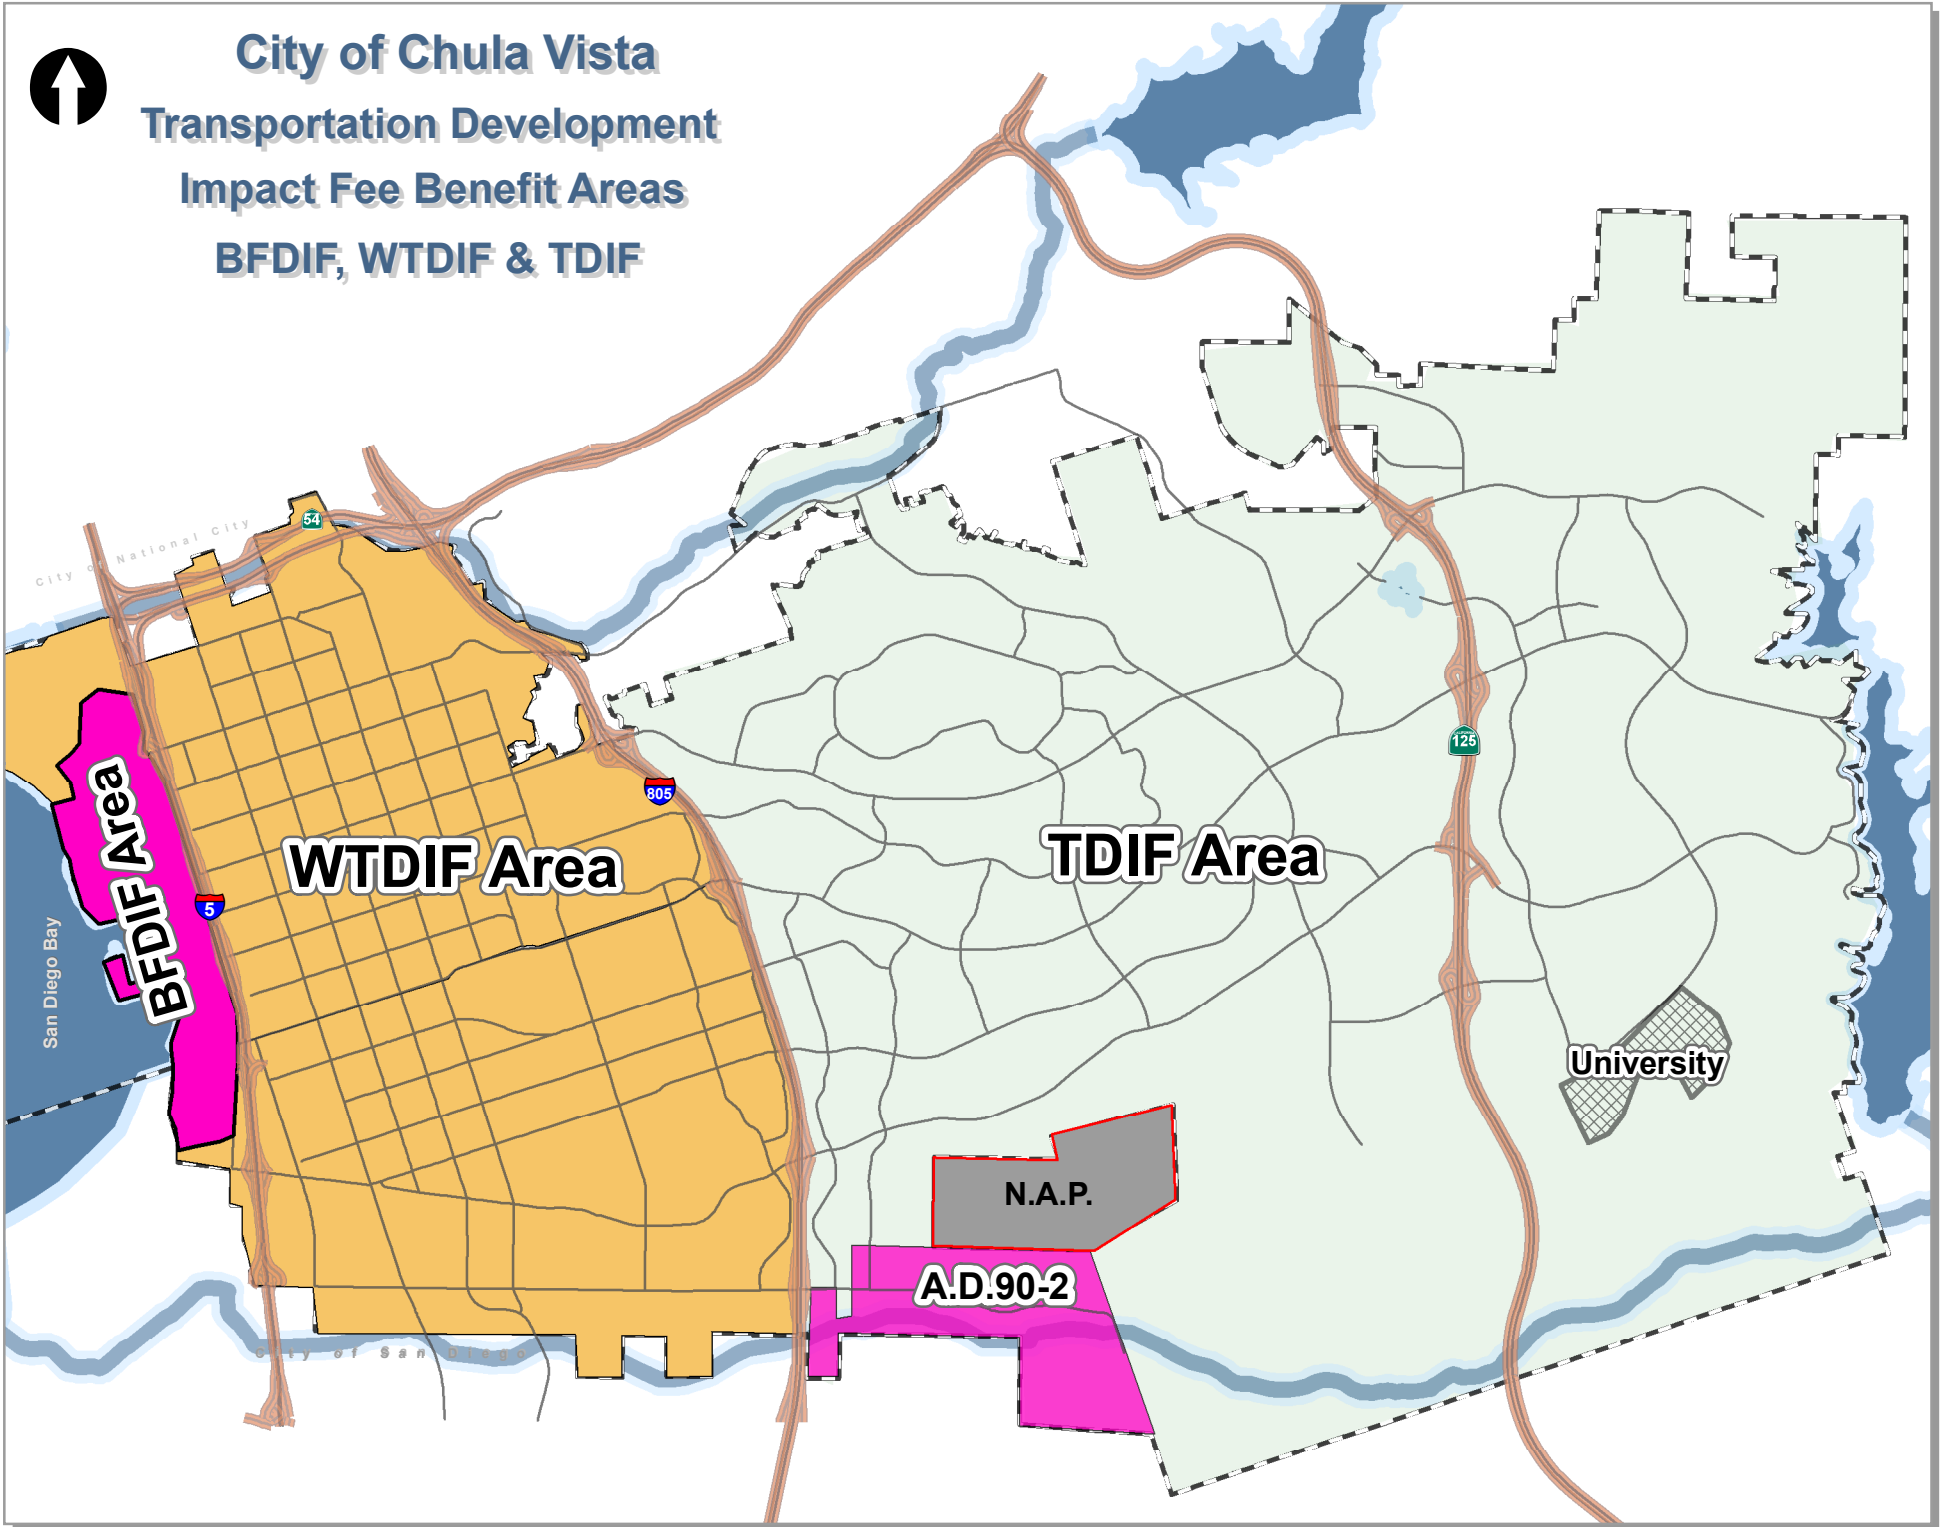 City of Chula Vista
Transportation Development
Impact Fee Benefit Areas
BFDIF, WTDIF & TDIF
54
City of National City
125
805
BFDIF Area
WTDIF Area
TDIF Area
5
San Diego Bay
University
N.A.P.
A.D.90-2
City of San Diego